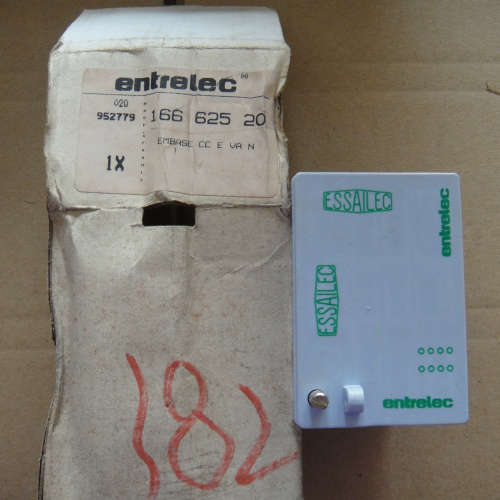 entrelec
020
952779 166 625 20
EMBASE CC E VA N
1X
182
ESSAILEC
entrelec
ESSAILEC
entrelec